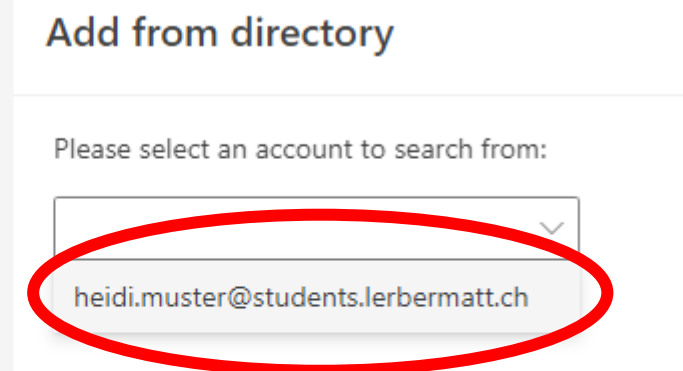 Add from directory
Please select an account to search from:
heidi.muster@students.lerbermatt.ch